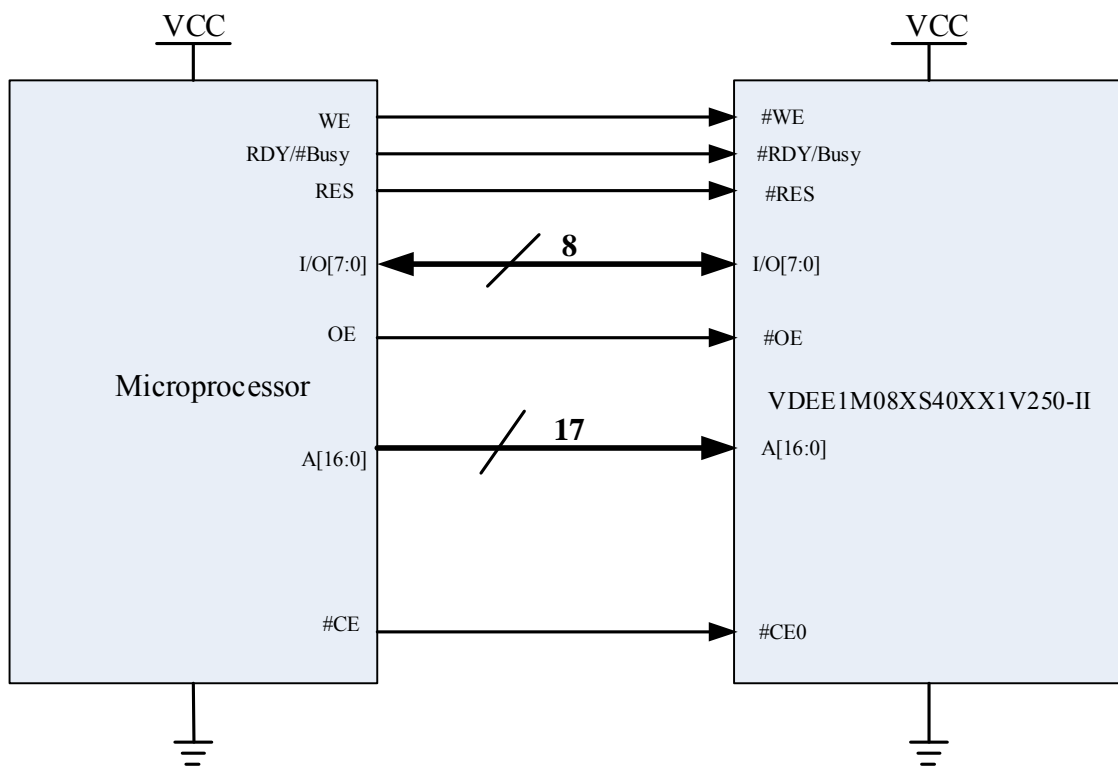 VCC
VCC
WE
#WE
RDY/#Busy
#RDY/Busy
RES
#RES
8
I/O[7:0]
I/O[7:0]
OE
#OE
Microprocessor
VDEE1M08XS40XX1V250-II
17
A[16:0]
A[16:0]
#CE
#CE0